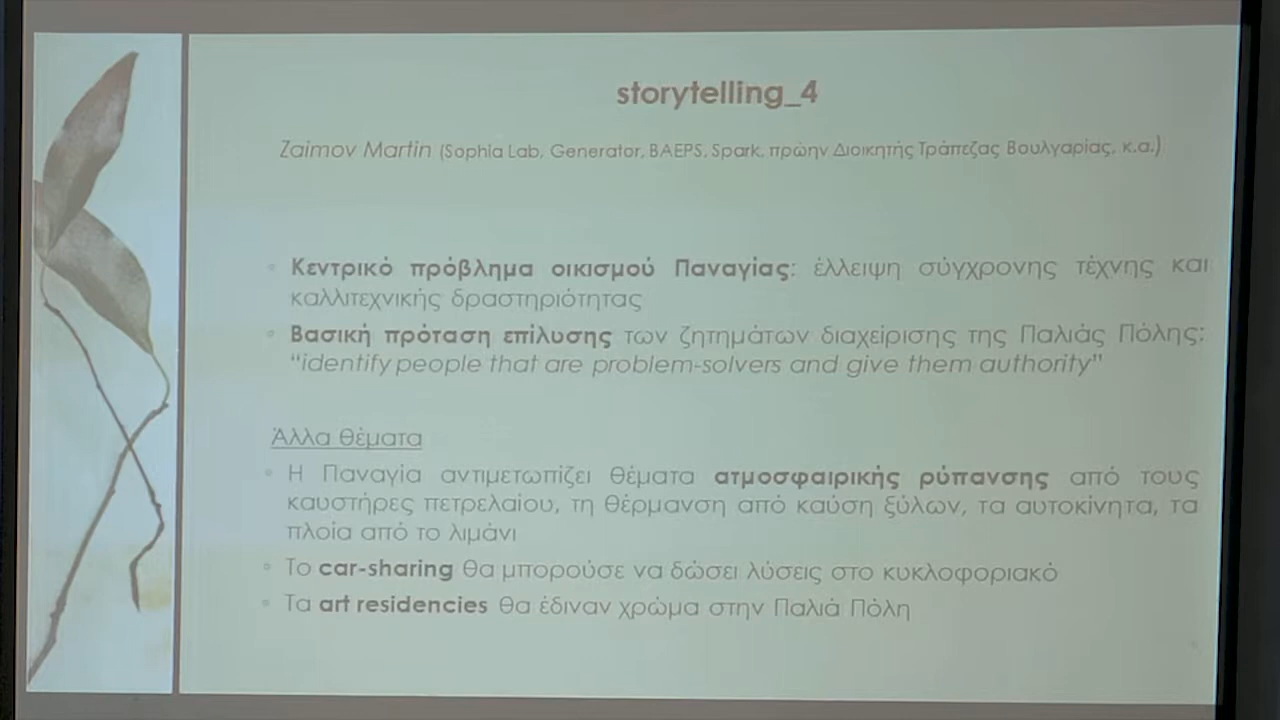 storytelling_4
Zaimov Martin (Sophia Lab, Generator, BAEPS, Spark, πρώην Διοικητής Τράπεζας Βουλγαρίας, κ.α.)
Κεντρικό πρόβλημα οικισμού Παναγίας: έλλειψη σύγχρονης τέχνης και
καλλιτεχνικής δραστηριότητας
Βασική πρόταση επίλυσης των ζητημάτων διαχείρισης της Παλιάς Πόλης:
"identify people that are problem-solvers and give them authority"
Άλλα θέματα
Η Παναγία αντιμετωπίζει θέματα ατμοσφαιρικής ρύπανσης από τους
καυστήρες πετρελαίου, τη θέρμανση από καύση ξύλων, τα αυτοκίνητα, τα
πλοία από το λιμάνι
Το car-sharing θα μπορούσε να δώσει λύσεις στο κυκλοφοριακό
Τα art residencies θα έδιναν χρώμα στην Παλιά Πόλη